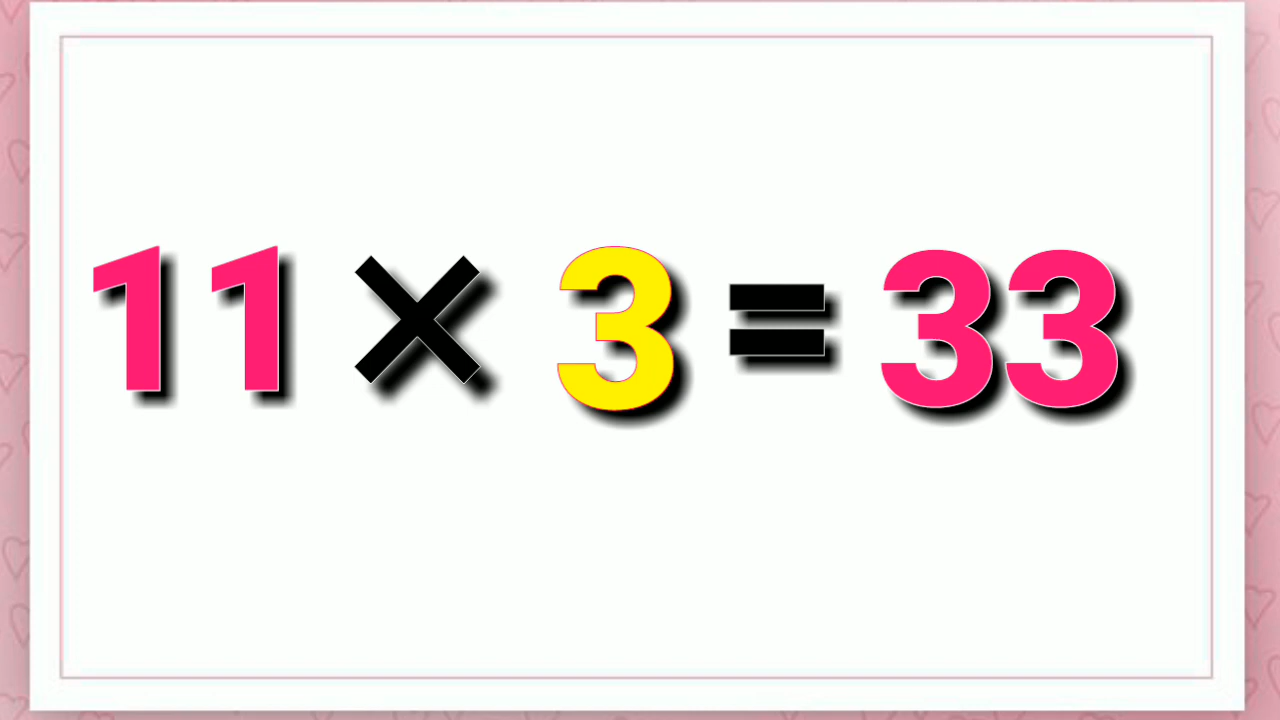 11 × 3 = 33